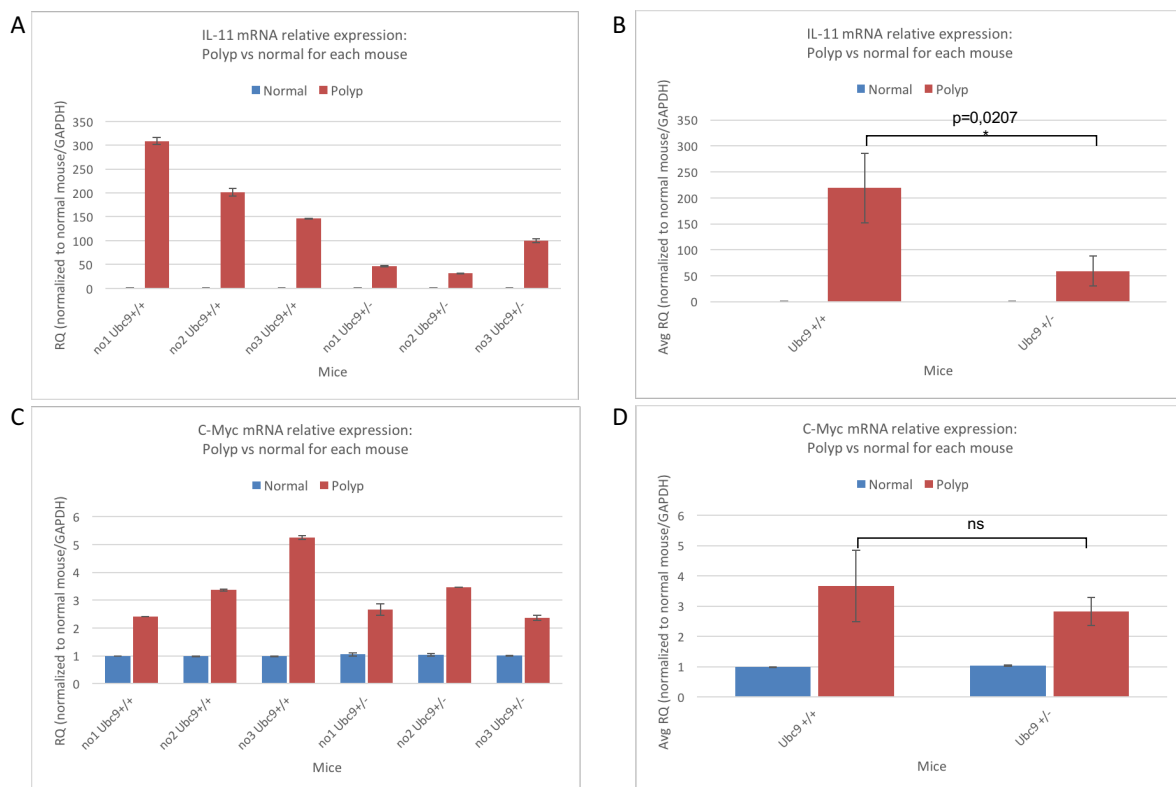 A
IL-11 mRNA relative expression:
Polyp vs normal for each mouse
Normal Polyp
RQ (normalized to normal mouse/GAPDH)
350
300
250
200
150
100
50
0
no1 Ubc9+/+
no2 Ubc9+/+
no3 Ubc9+/+
no1 Ubc9+/-
no2 Ubc9+/-
no3 Ubc9+/-
Mice
B
IL-11 mRNA relative expression:
Polyp vs normal for each mouse
Normal Polyp
p=0,0207
*
Avg RQ (normalized to normal mouse/GAPDH)
350
300
250
200
150
100
50
0
Ubc9 +/+
Ubc9 +/-
Mice
C
C-Myc mRNA relative expression:
Polyp vs normal for each mouse
Normal Polyp
RQ (normalized to normal mouse/GAPDH)
6
5
4
3
2
1
0
no1 Ubc9+/+
no2 Ubc9+/+
no3 Ubc9+/+
no1 Ubc9+/-
no2 Ubc9+/-
no3 Ubc9+/-
Mice
D
C-Myc mRNA relative expression:
Polyp vs normal for each mouse
Normal Polyp
ns
Avg RQ (normalized to normal mouse/GAPDH)
6
5
4
3
2
1
0
Ubc9 +/+
Ubc9 +/-
Mice